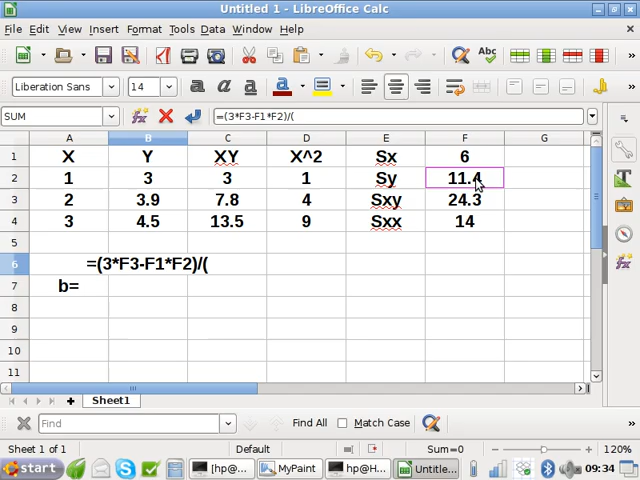 Untitled 1 - LibreOffice Calc
File Edit View Insert Format Tools Data Window Help
Liberation Sans 14
SUM =(3*F3-F1*F2)/(
A B C D E F G
1 X Y XY X^2 Sx 6
2 1 3 3 1 Sy 11.4
3 2 3.9 7.8 4 Sxy 24.3
4 3 4.5 13.5 9 Sxx 14
5
6 =(3*F3-F1*F2)/(
7 b=
8
9
10
11
Sheet1
Find Find All Match Case
Sheet 1 of 1 Default Sum=0 120%
start [hp@... MyPaint hp@H... Untitle... 09:34